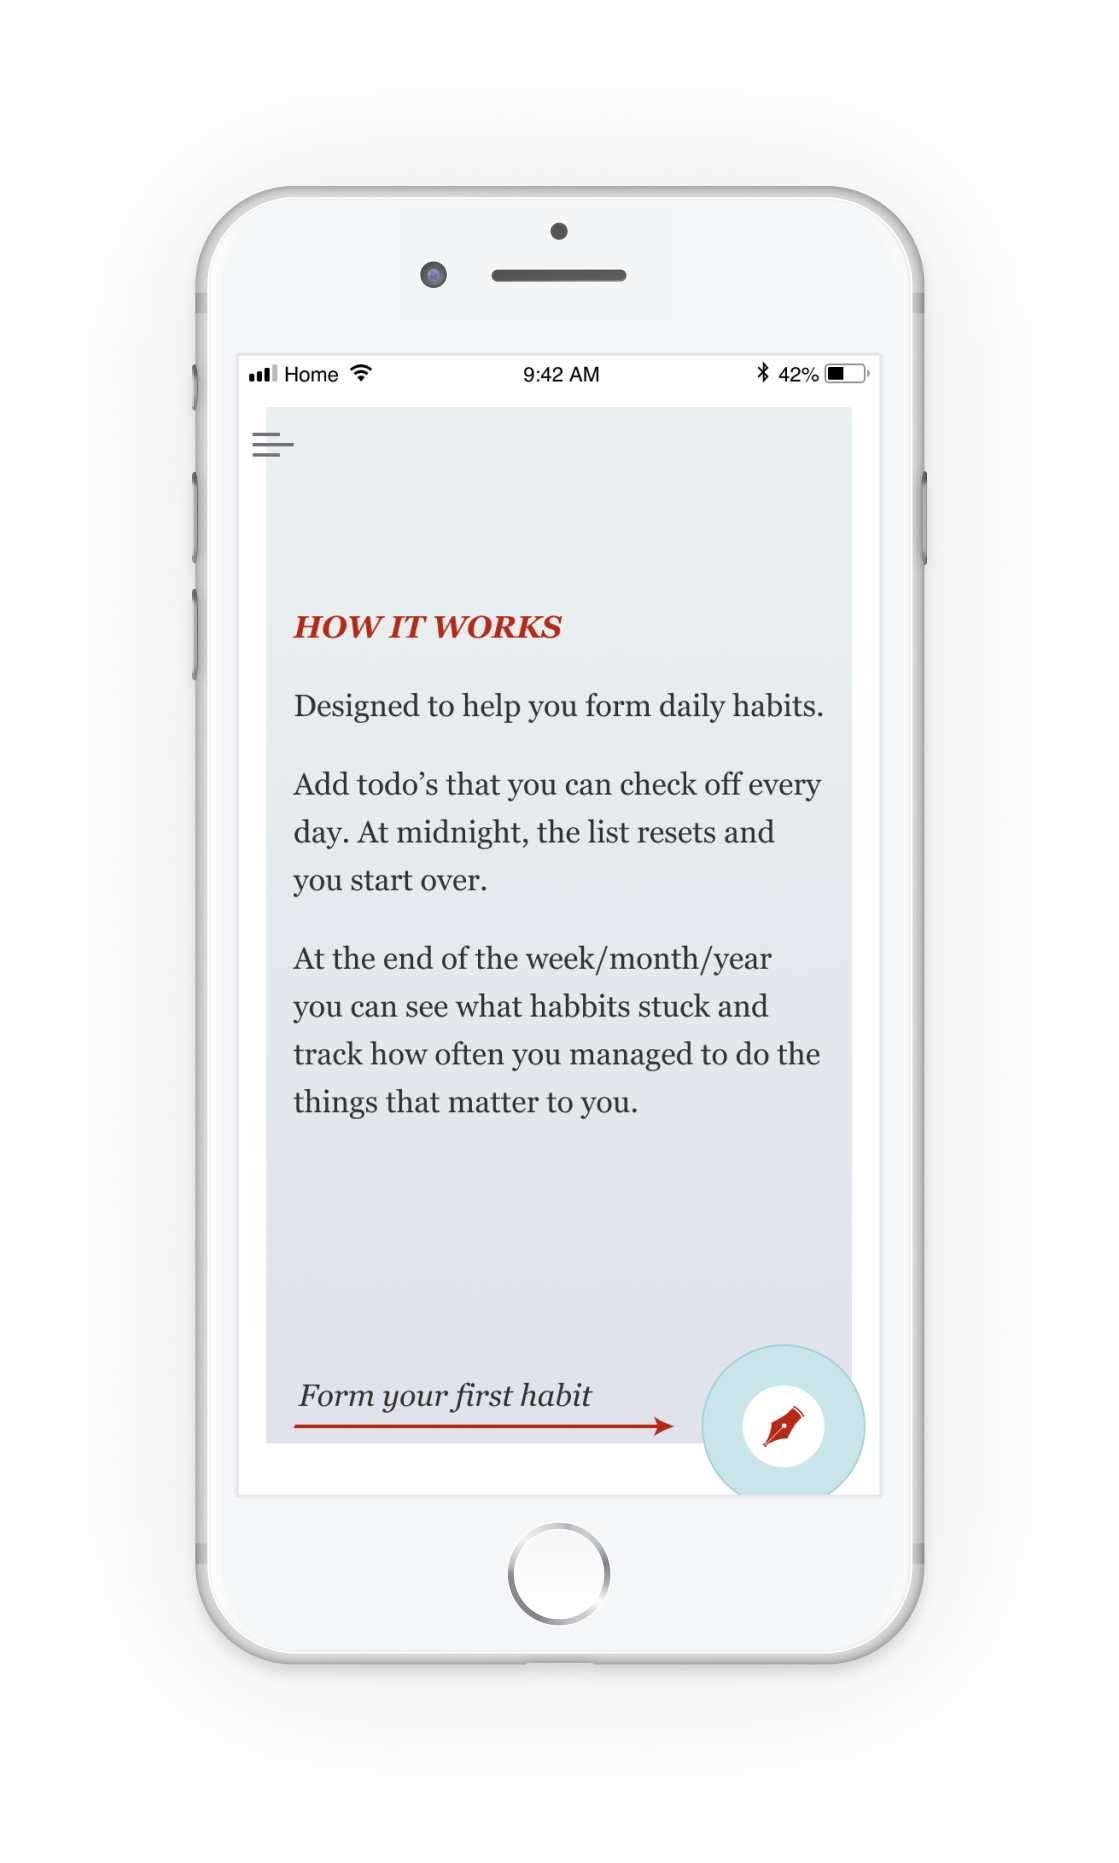 Home 9:42 AM 42%
HOW IT WORKS
Designed to help you form daily habits.
Add todo’s that you can check off every
day. At midnight, the list resets and
you start over.
At the end of the week/month/year
you can see what habbits stuck and
track how often you managed to do the
things that matter to you.
Form your first habit